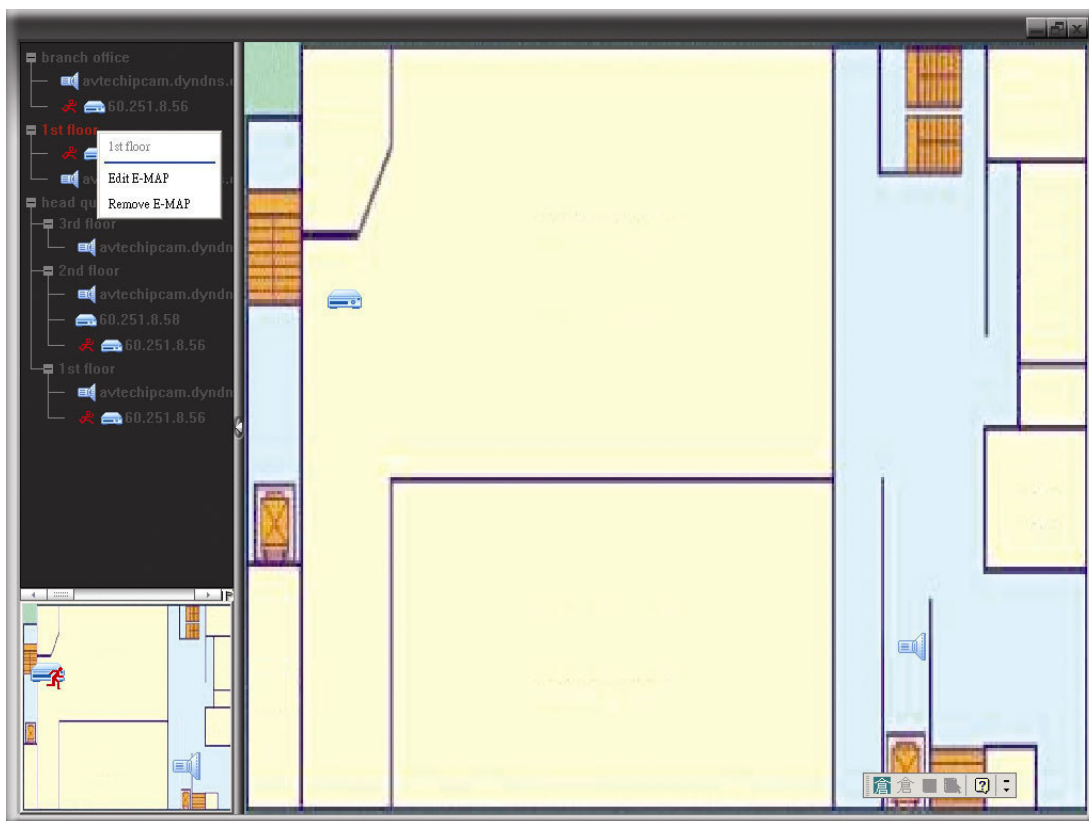 branch office
avtechipcam.dyndns.
60.251.8.56
1st floor
1st floor
Edit E-MAP
Remove E-MAP
head qu
3rd floor
avtechipcam.dyndn
2nd floor
avtechipcam.dyndn
60.251.8.58
60.251.8.56
1st floor
avtechipcam.dyndn
60.251.8.56
倉 倉 ?